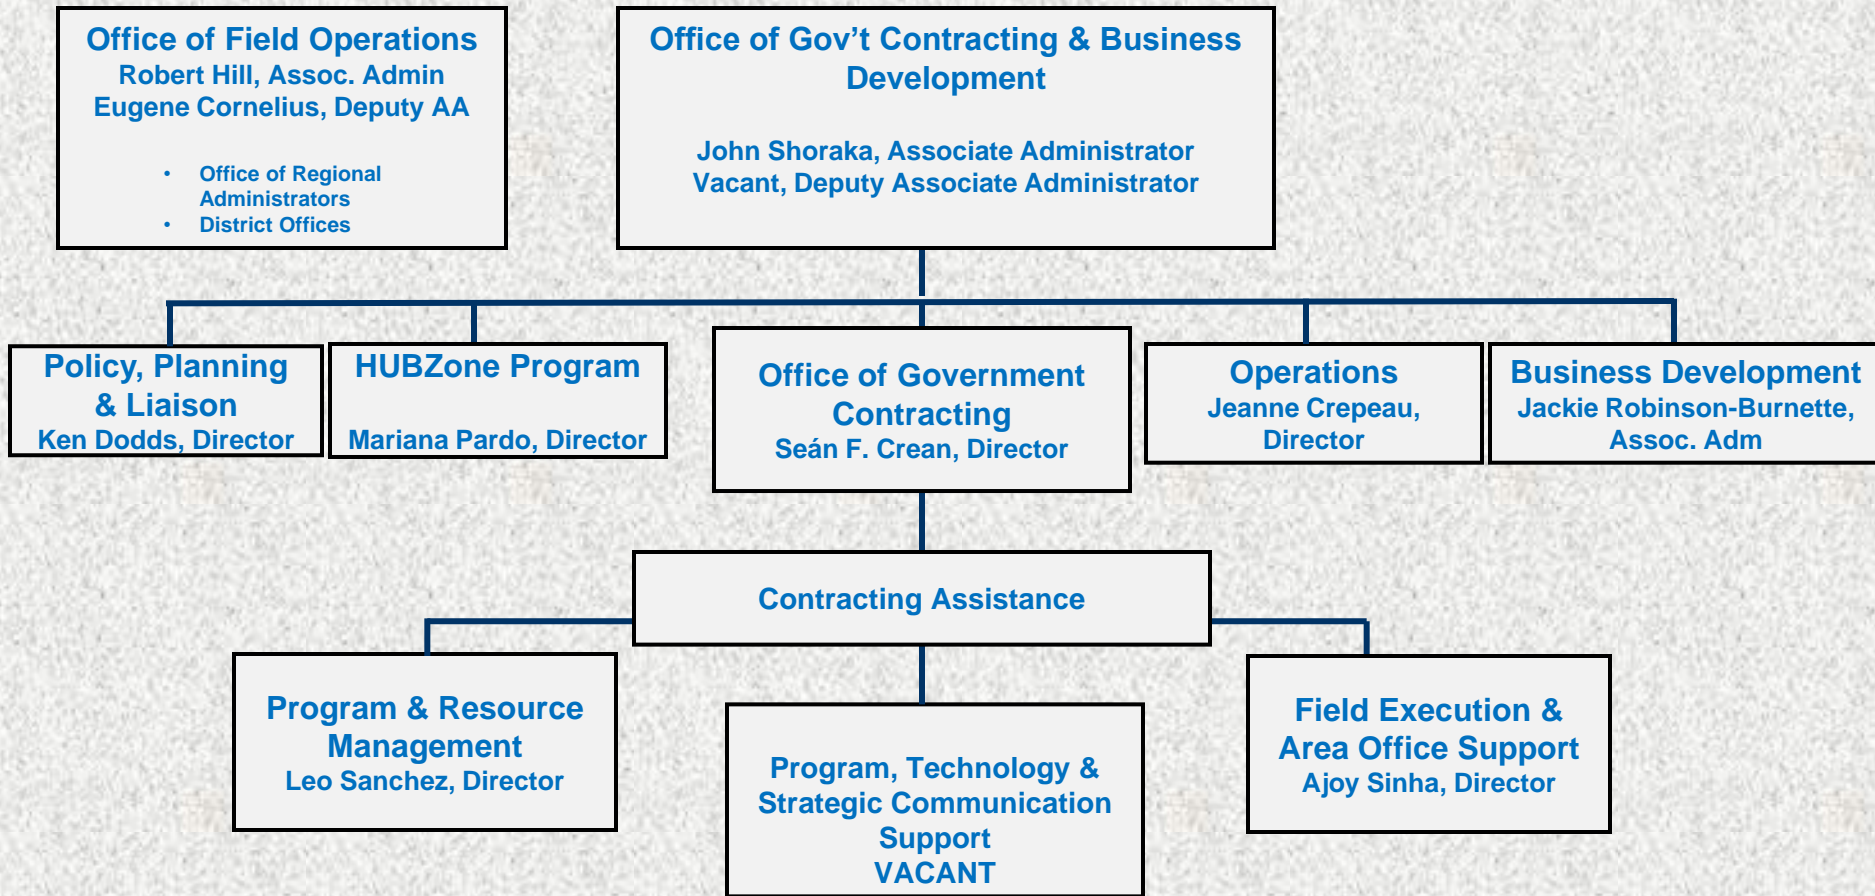 Office of Field Operations
Robert Hill, Assoc. Admin
Eugene Cornelius, Deputy AA
• Office of Regional
Administrators
• District Offices
Office of Gov’t Contracting & Business
Development
John Shoraka, Associate Administrator
Vacant, Deputy Associate Administrator
Policy, Planning
& Liaison
Ken Dodds, Director
HUBZone Program
Mariana Pardo, Director
Office of Government
Contracting
Seán F. Crean, Director
Operations
Jeanne Crepeau,
Director
Business Development
Jackie Robinson-Burnette,
Assoc. Adm
Contracting Assistance
Program & Resource
Management
Leo Sanchez, Director
Program, Technology &
Strategic Communication
Support
VACANT
Field Execution &
Area Office Support
Ajoy Sinha, Director